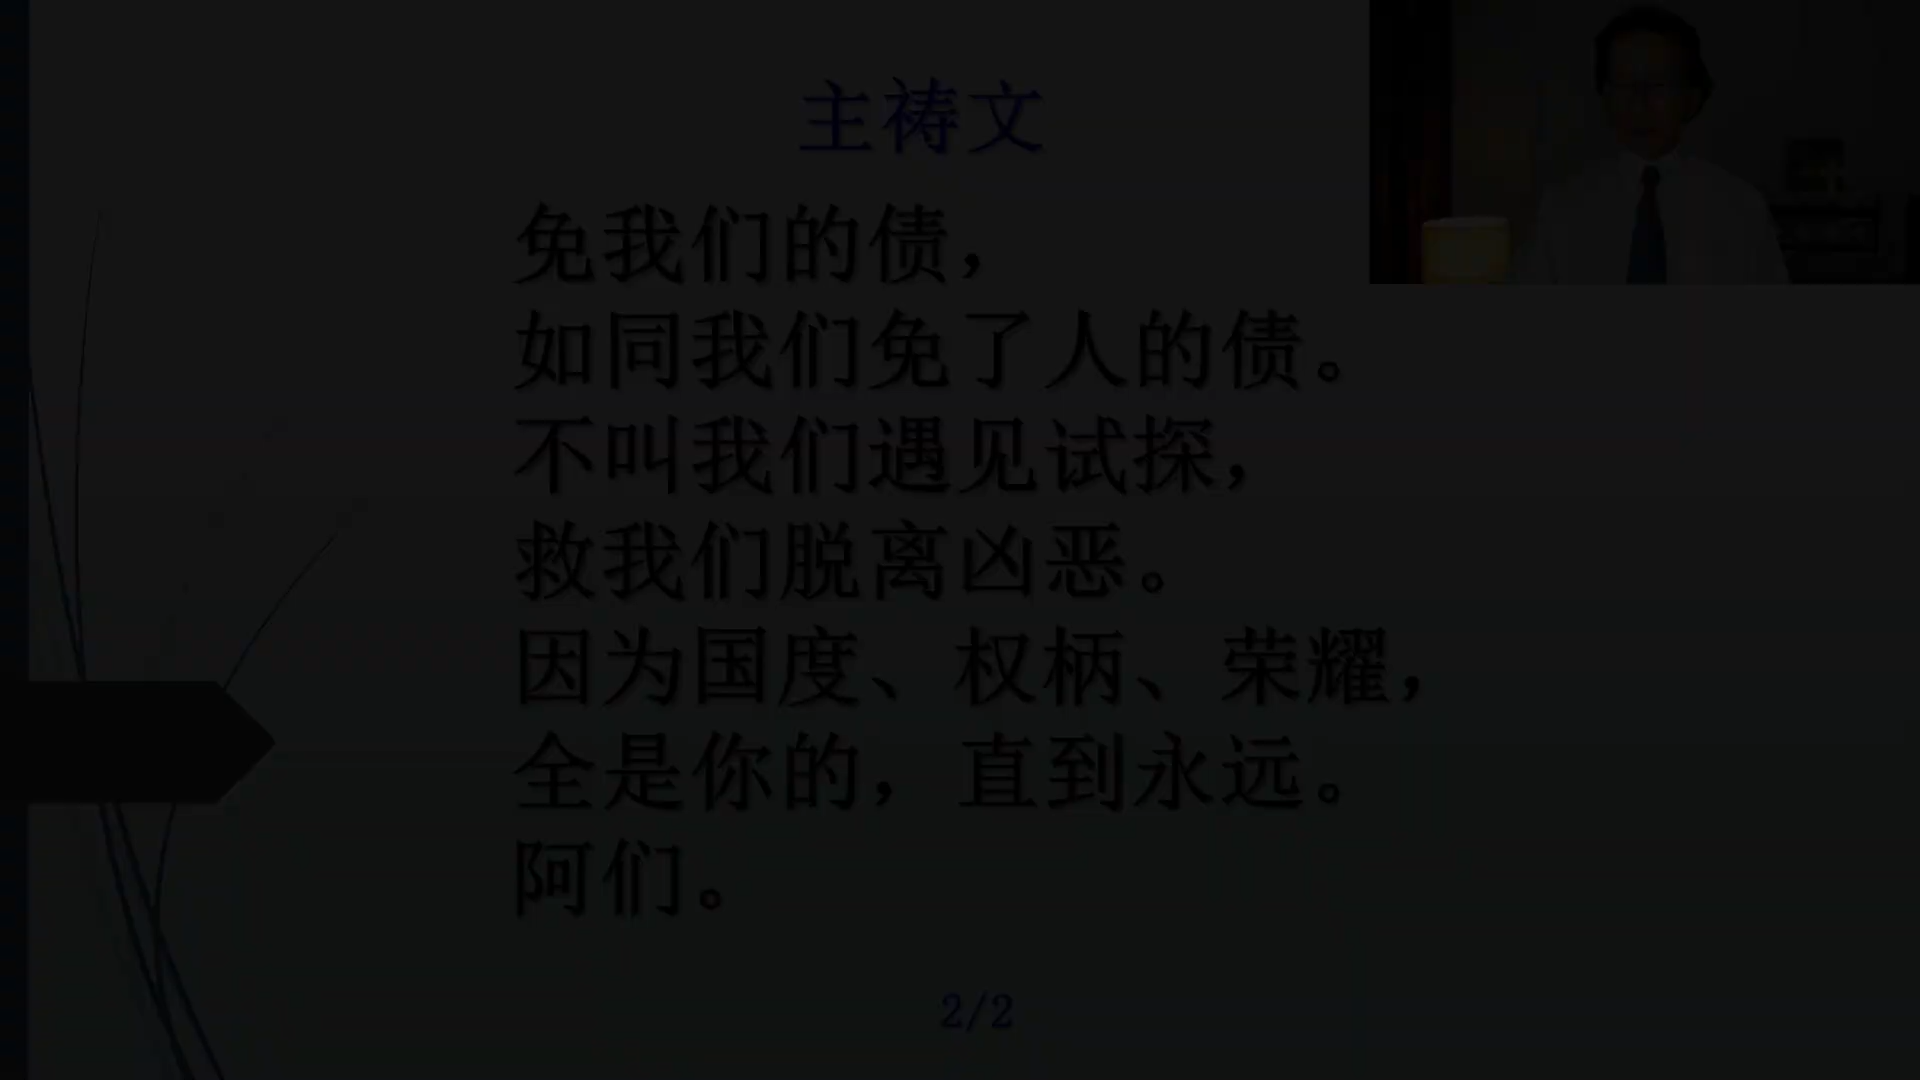 主祷文
免我们的债，
如同我们免了人的债。
不叫我们遇见试探，
救我们脱离凶恶。
因为国度、权柄、荣耀，
全是你的，直到永远。
阿们。
2/2